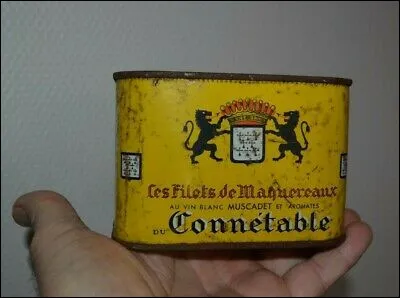 Les Filets de Maquereaux
AU VIN BLANC MUSCADET ET AROMATES
DU Connétable